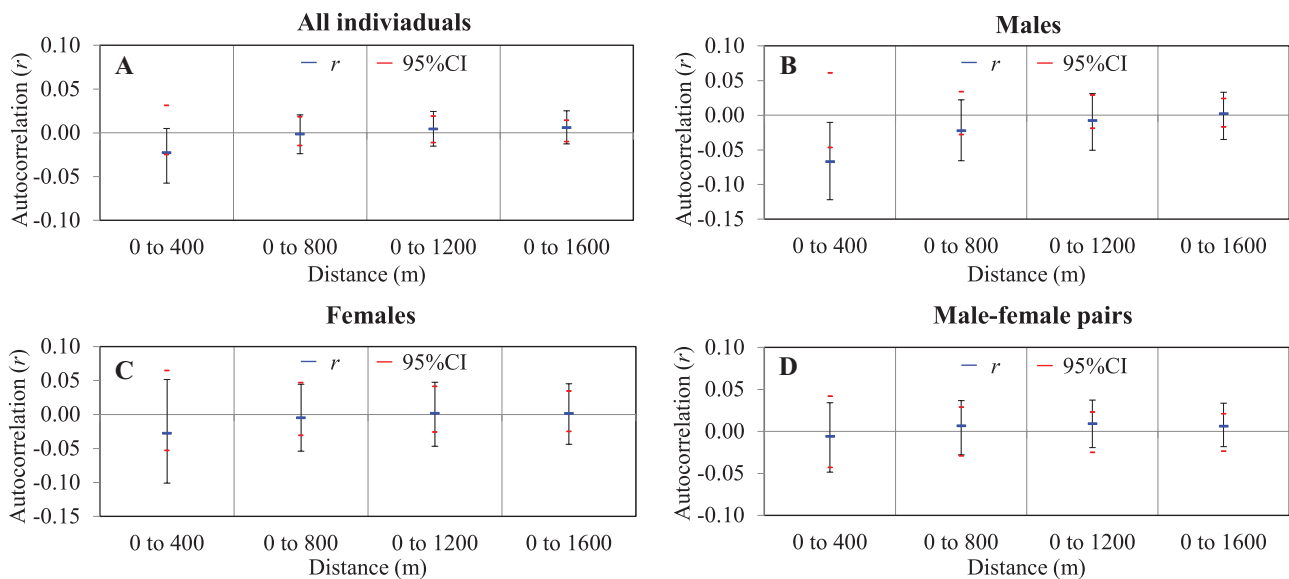 All indiviaduals
A
r
95%CI
Autocorrelation (r)
0.10
0.05
0.00
-0.05
-0.10
0 to 400
0 to 800
0 to 1200
0 to 1600
Distance (m)
Males
B
r
95%CI
Autocorrelation (r)
0.10
0.05
0.00
-0.05
-0.10
-0.15
0 to 400
0 to 800
0 to 1200
0 to 1600
Distance (m)
Females
C
r
95%CI
Autocorrelation (r)
0.10
0.05
0.00
-0.05
-0.10
-0.15
0 to 400
0 to 800
0 to 1200
0 to 1600
Distance (m)
Male-female pairs
D
r
95%CI
Autocorrelation (r)
0.10
0.05
0.00
-0.05
-0.10
0 to 400
0 to 800
0 to 1200
0 to 1600
Distance (m)